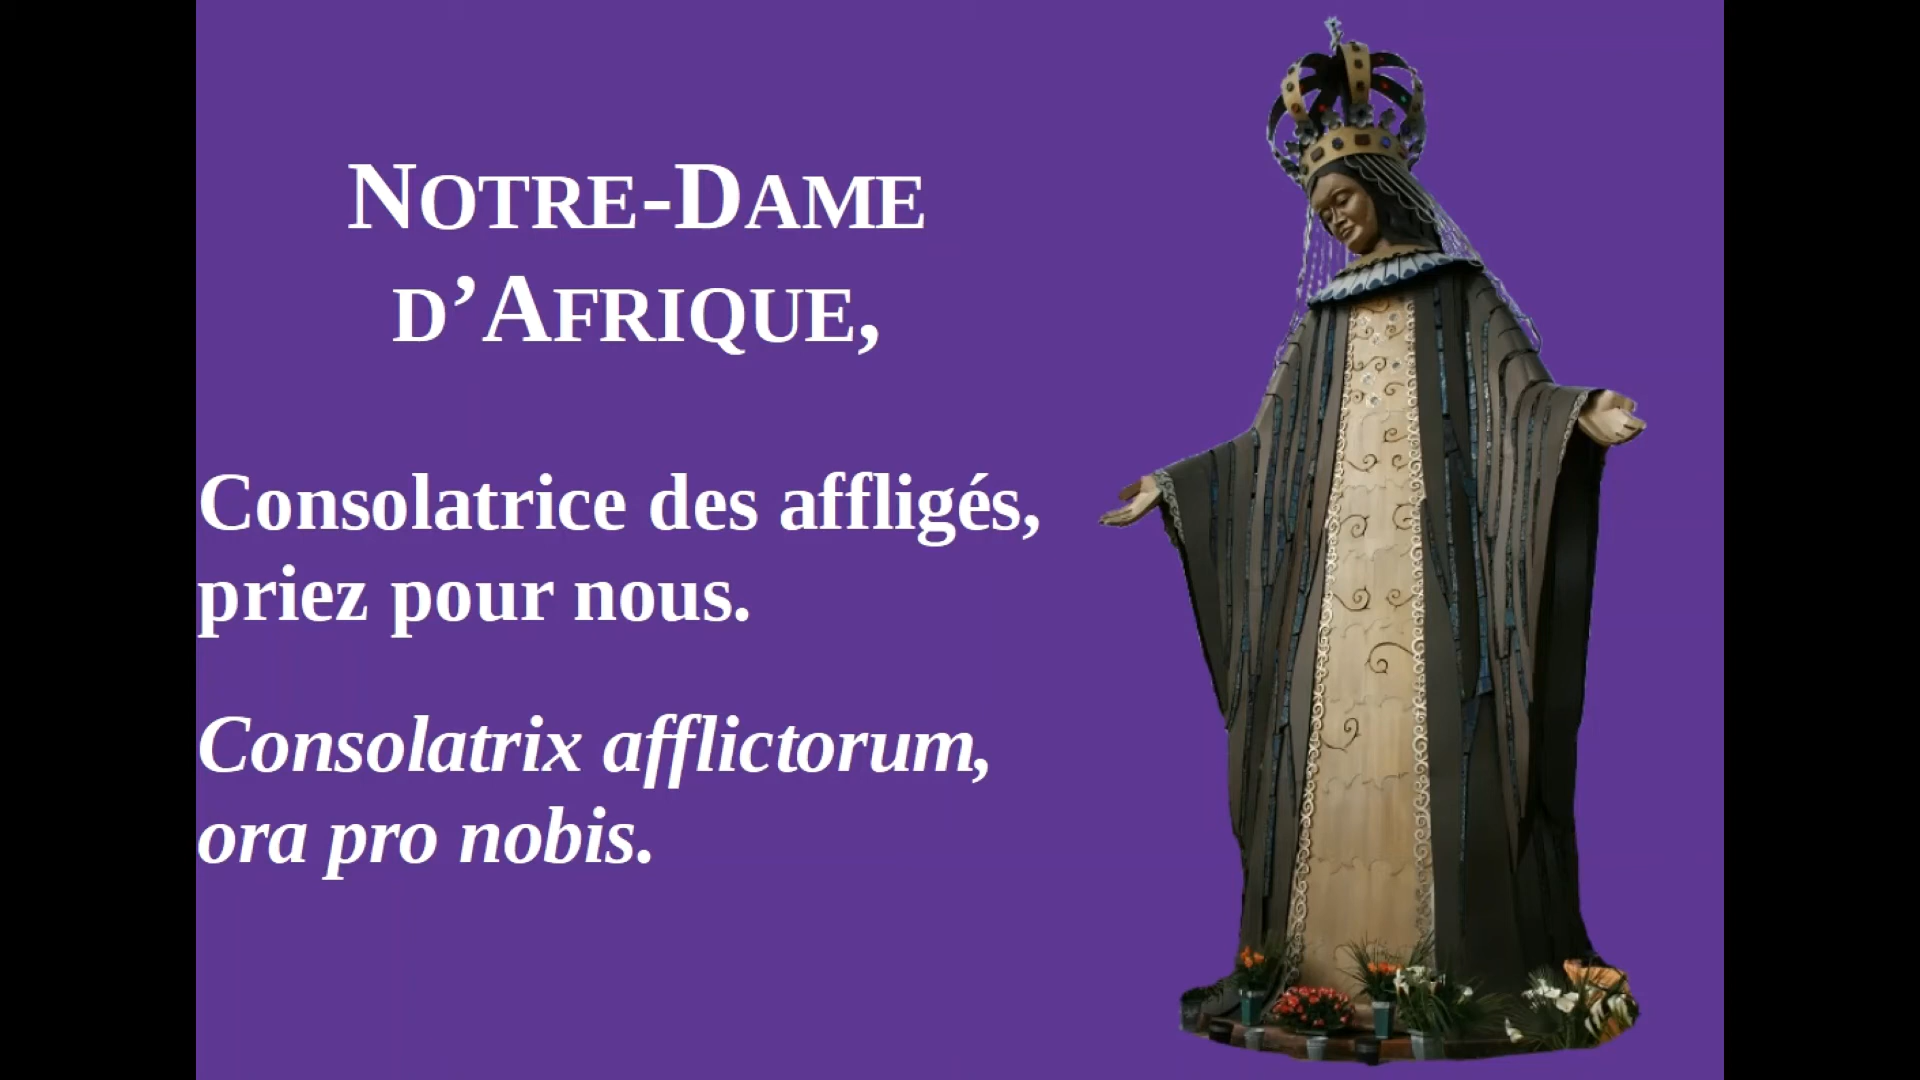 NOTRE-DAME
D’AFRIQUE,
Consolatrice des affligés,
priez pour nous.
Consolatrix afflictorum,
ora pro nobis.